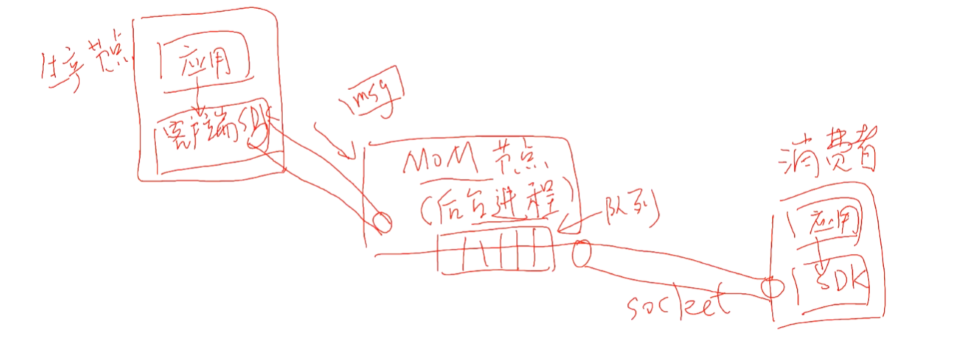 生产节点
应用
客户端SDK
msg
MOM 节点
(后台进程)
队列
socket
消费者
应用
SDK